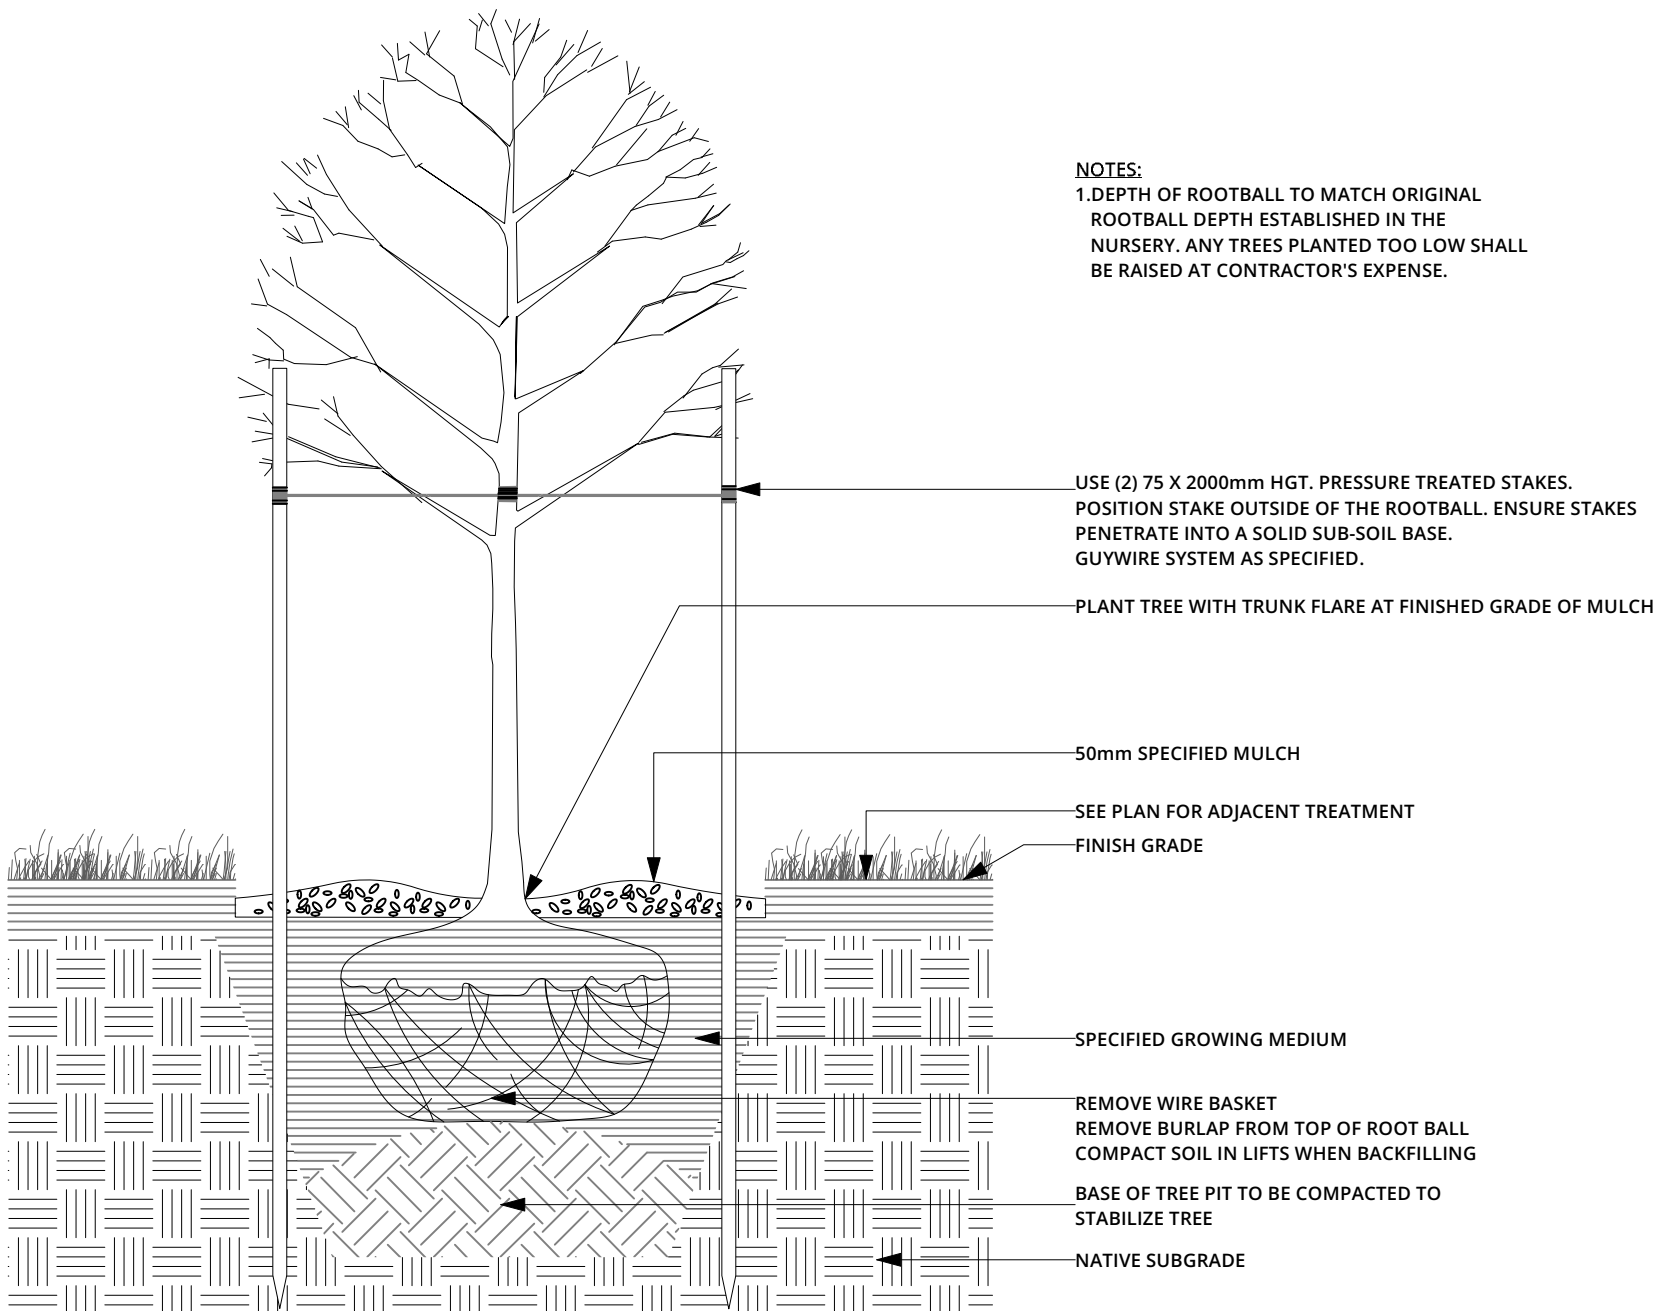 NOTES:
1.DEPTH OF ROOTBALL TO MATCH ORIGINAL
ROOTBALL DEPTH ESTABLISHED IN THE
NURSERY. ANY TREES PLANTED TOO LOW SHALL
BE RAISED AT CONTRACTOR'S EXPENSE.
USE (2) 75 X 2000mm HGT. PRESSURE TREATED STAKES.
POSITION STAKE OUTSIDE OF THE ROOTBALL. ENSURE STAKES
PENETRATE INTO A SOLID SUB-SOIL BASE.
GUYWIRE SYSTEM AS SPECIFIED.
PLANT TREE WITH TRUNK FLARE AT FINISHED GRADE OF MULCH
50mm SPECIFIED MULCH
SEE PLAN FOR ADJACENT TREATMENT
FINISH GRADE
SPECIFIED GROWING MEDIUM
REMOVE WIRE BASKET
REMOVE BURLAP FROM TOP OF ROOT BALL
COMPACT SOIL IN LIFTS WHEN BACKFILLING
BASE OF TREE PIT TO BE COMPACTED TO
STABILIZE TREE
NATIVE SUBGRADE